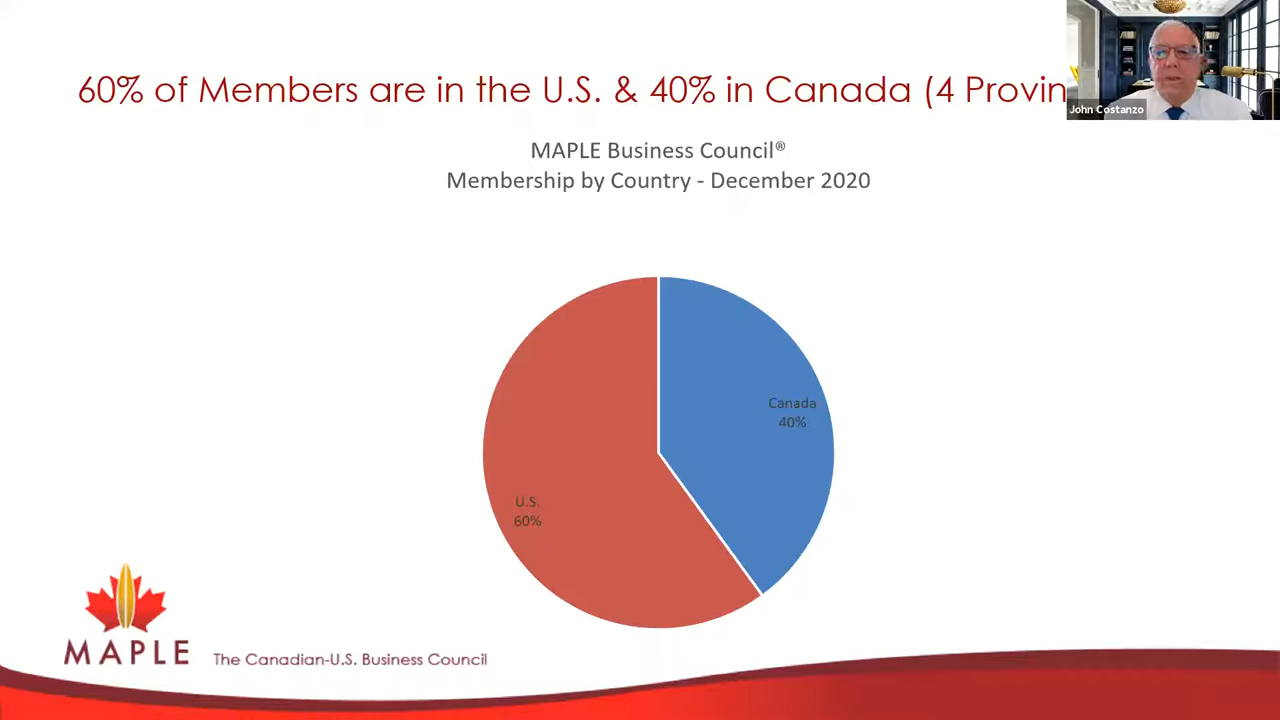 60% of Members are in the U.S. & 40% in Canada (4 Provin
John Costanzo
MAPLE Business Council®
Membership by Country - December 2020
Canada
40%
U.S.
60%
MAPLE
The Canadian-U.S. Business Council